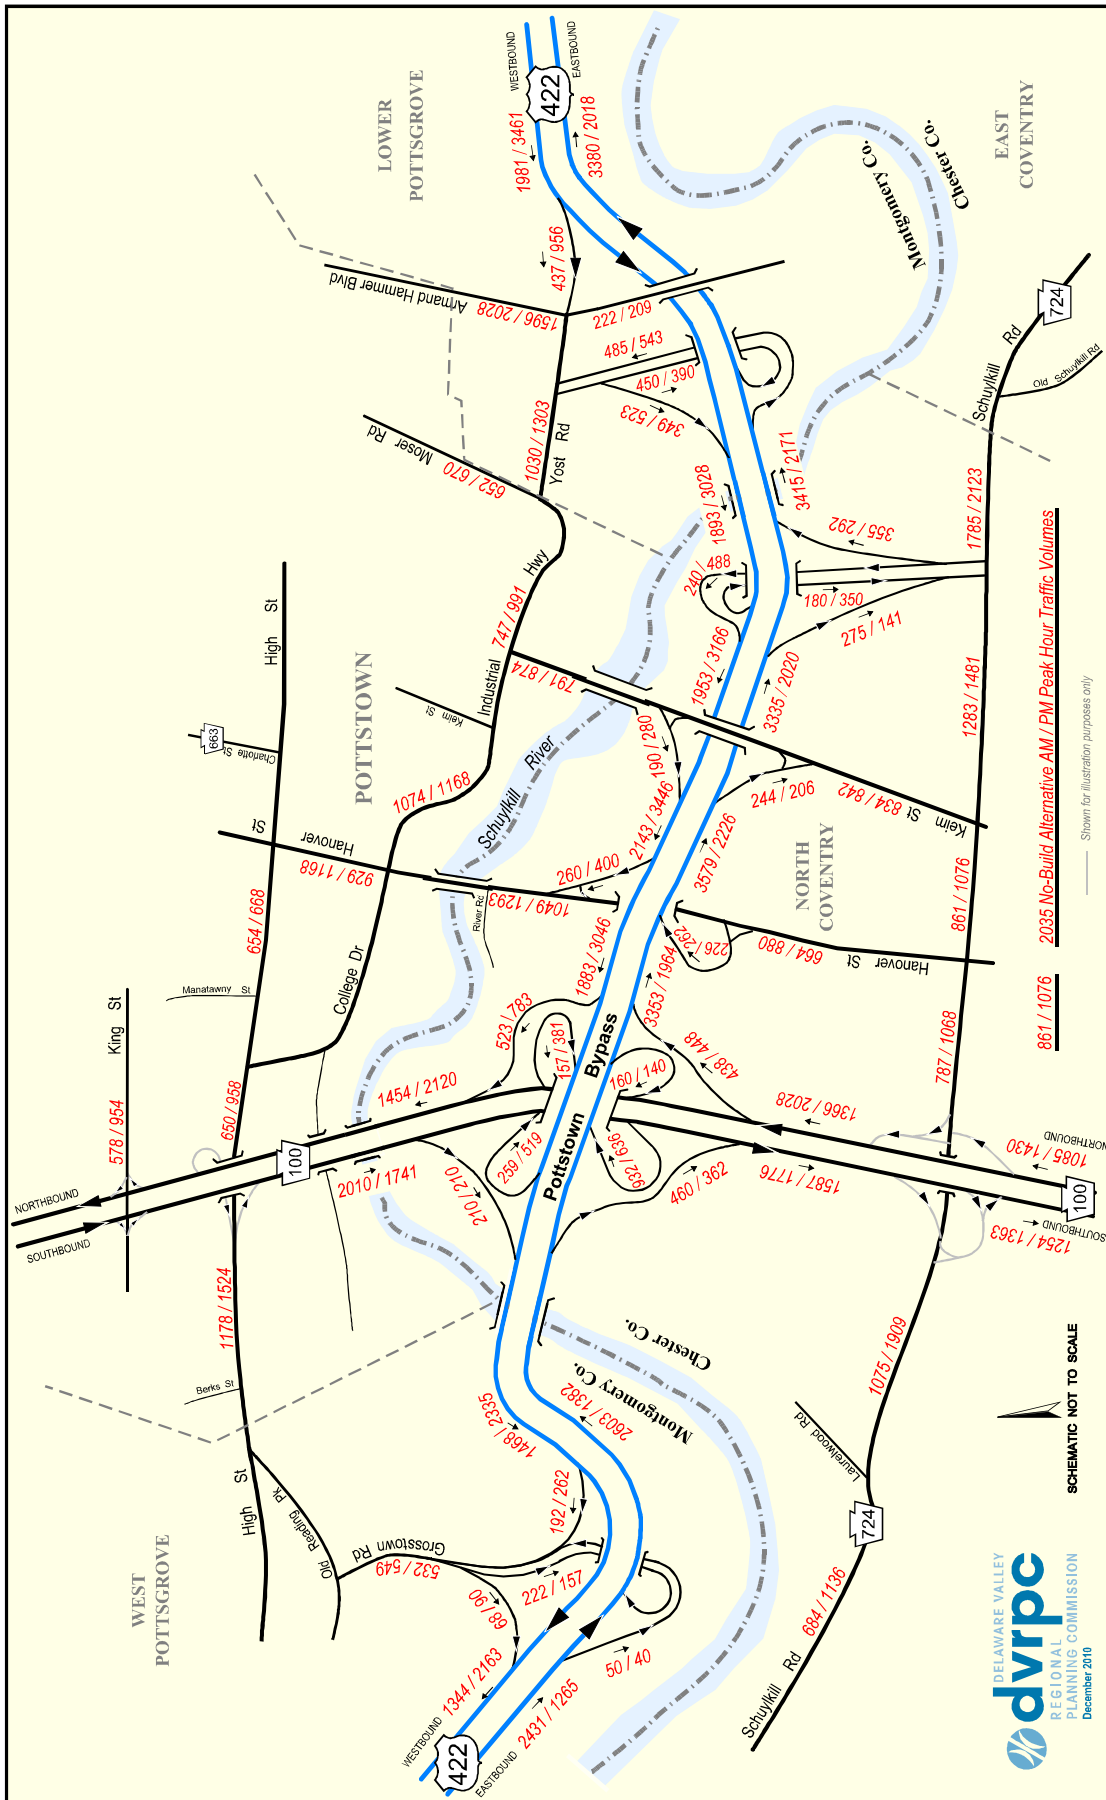 WESTBOUND
EASTBOUND
422
LOWER
POTTSGROVE
1981 / 3461
3380 / 2018
EAST
COVENTRY
Chester Co.
Montgomery Co.
437 / 956
Armand Hammer Blvd
1596 / 2028
222 / 209
485 / 543
450 / 390
349 / 523
724
Schuylkill Rd
Old Schuylkill Rd
Moser Rd
652 / 670
1030 / 1303
Yost Rd
1893 / 3028
3415 / 2171
355 / 292
1785 / 2123
240 / 488
180 / 350
275 / 141
High St
Industrial Hwy
747 / 991
791 / 874
1953 / 3166
3335 / 2020
1283 / 1481
POTTSTOWN
Keim St
Schuylkill River
190 / 280
663
Charlotte St
1074 / 1168
2143 / 3446
244 / 206
834 / 842
Keim St
Hanover St
929 / 1168
260 / 400
3579 / 2226
NORTH
COVENTRY
861 / 1076
654 / 668
River Rd
1049 / 1293
226 / 262
664 / 880
Hanover St
King St
Manatawny St
College Dr
1883 / 3046
3353 / 1964
523 / 783
157 / 381
Pottstown Bypass
160 / 140
438 / 448
787 / 1068
578 / 954
650 / 958
1454 / 2120
1366 / 2028
NORTHBOUND
SOUTHBOUND
100
2010 / 1741
210 / 210
259 / 519
932 / 636
460 / 362
1587 / 1776
NORTHBOUND
1085 / 1430
100
SOUTHBOUND
1254 / 1363
1178 / 1524
Berks St
Chester Co.
Montgomery Co.
1075 / 1909
1468 / 2335
2603 / 1382
Laurelwood Rd
High St
Old Reading Pk
Grosstown Rd
532 / 549
192 / 262
222 / 157
68 / 90
50 / 40
724
684 / 1136
Schuylkill Rd
WEST
POTTSGROVE
1344 / 2163
2431 / 1265
WESTBOUND
EASTBOUND
422
861 / 1076
2035 No-Build Alternative AM / PM Peak Hour Traffic Volumes
Shown for illustration purposes only
SCHEMATIC NOT TO SCALE
DELAWARE VALLEY
dvrpc
REGIONAL
PLANNING COMMISSION
December 2010